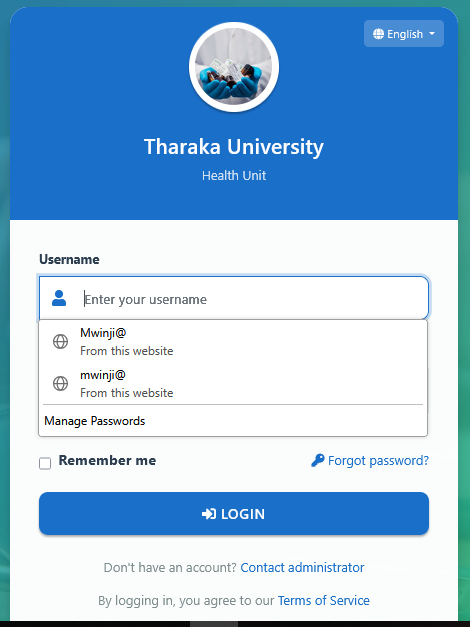 English
Tharaka University
Health Unit
Username
Enter your username
Mwinji@
From this website
mwinji@
From this website
Manage Passwords
Remember me
Forgot password?
LOGIN
Don't have an account? Contact administrator
By logging in, you agree to our Terms of Service